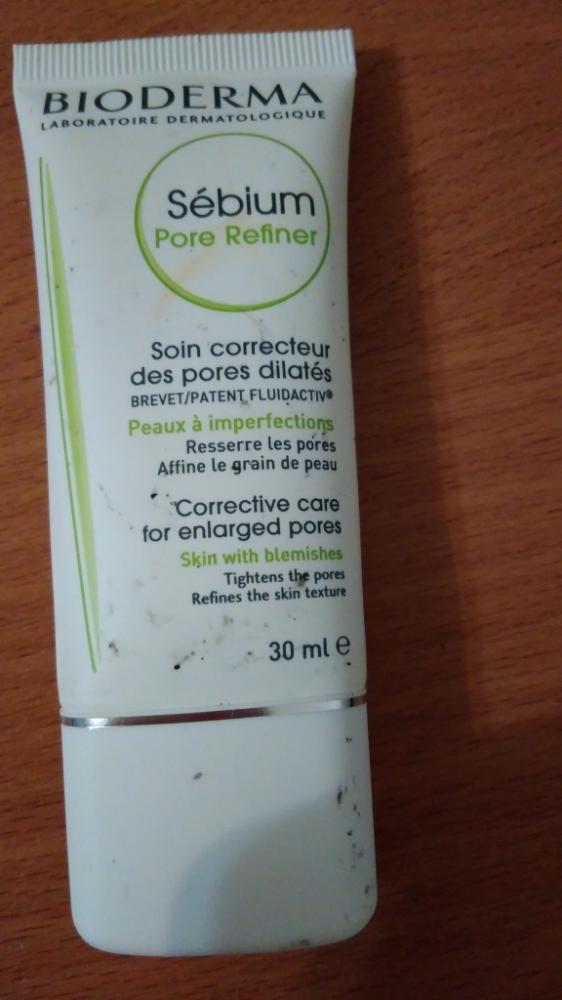 BIODERMA
LABORATOIRE DERMATOLOGIQUE
Sébium
Pore Refiner
Soin correcteur
des pores dilatés
BREVET/PATENT FLUIDACTIV®
Peaux à imperfections
Resserre les pores
Affine le grain de peau
Corrective care
for enlarged pores
Skin with blemishes
Tightens the pores
Refines the skin texture
30 ml ℮